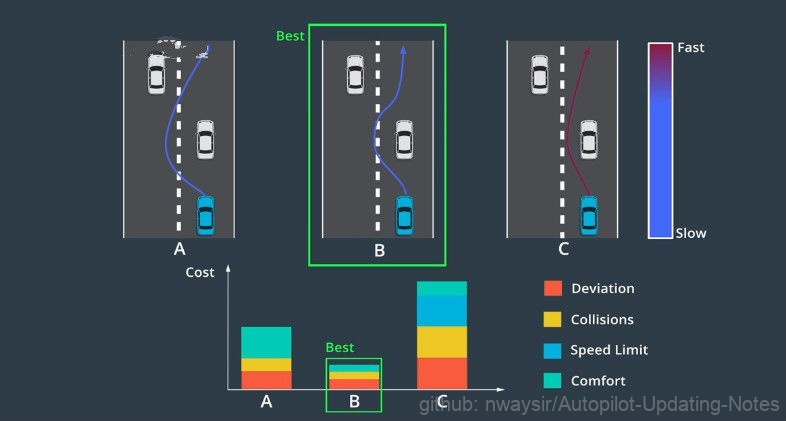 Best
Fast
Slow
A
B
C
Cost
Deviation
Collisions
Speed Limit
Comfort
Best
A
B
C
github: nwaysir/Autopilot-Updating-Notes